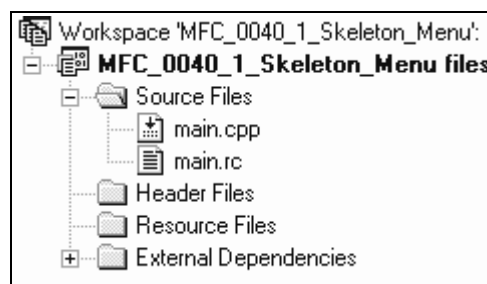 Workspace 'MFC_0040_1_Skeleton_Menu':
MFC_0040_1_Skeleton_Menu files
Source Files
main.cpp
main.rc
Header Files
Resource Files
External Dependencies